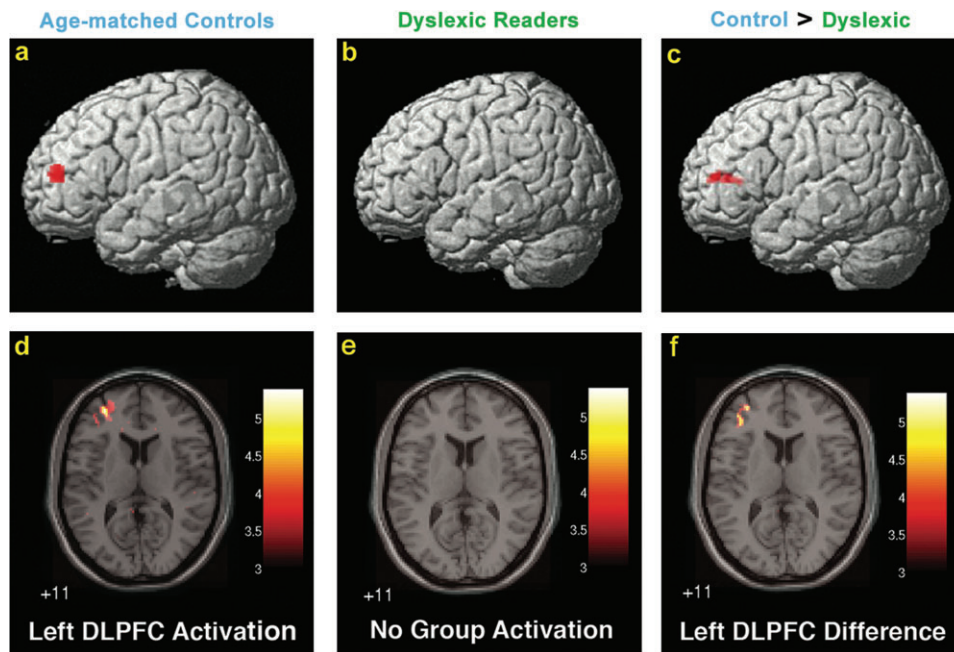 Age-matched Controls
Dyslexic Readers
Control > Dyslexic
a
b
c
d
5
4.5
4
3.5
3
+11
Left DLPFC Activation
e
5
4.5
4
3.5
3
+11
No Group Activation
f
5
4.5
4
3.5
3
+11
Left DLPFC Difference